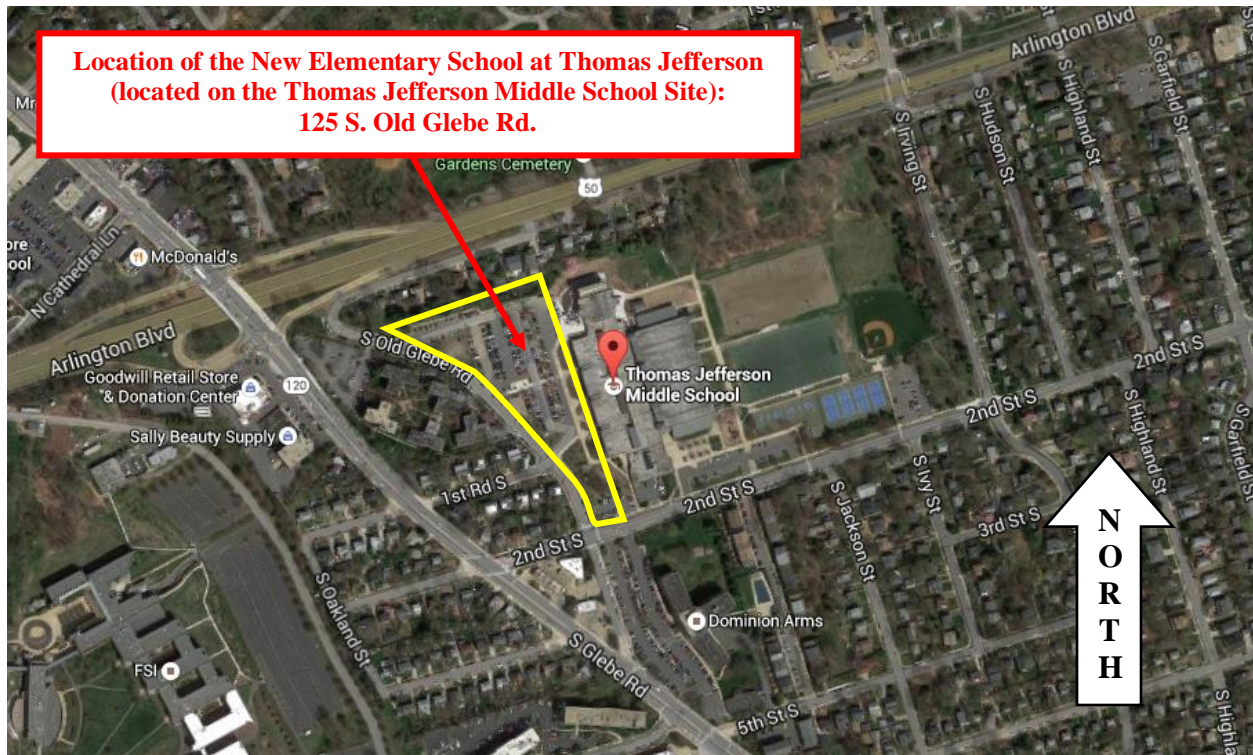 Location of the New Elementary School at Thomas Jefferson
(located on the Thomas Jefferson Middle School Site):
125 S. Old Glebe Rd.
Arlington Blvd
S Garfield St
S Highland St
S Hudson St
S Irving St
Gardens Cemetery
50
N Cathedral Ln
McDonald's
Arlington Blvd
S Old Glebe Rd
Goodwill Retail Store
& Donation Center
120
Sally Beauty Supply
Thomas Jefferson
Middle School
2nd St S
2nd St S
S Highland St
S Garfield St
1st Rd S
2nd St S
2nd St S
S Ivy St
S Jackson St
3rd St S
S Oakland St
Dominion Arms
FSI
S Glebe Rd
5th St S
S Highl
N
O
R
T
H